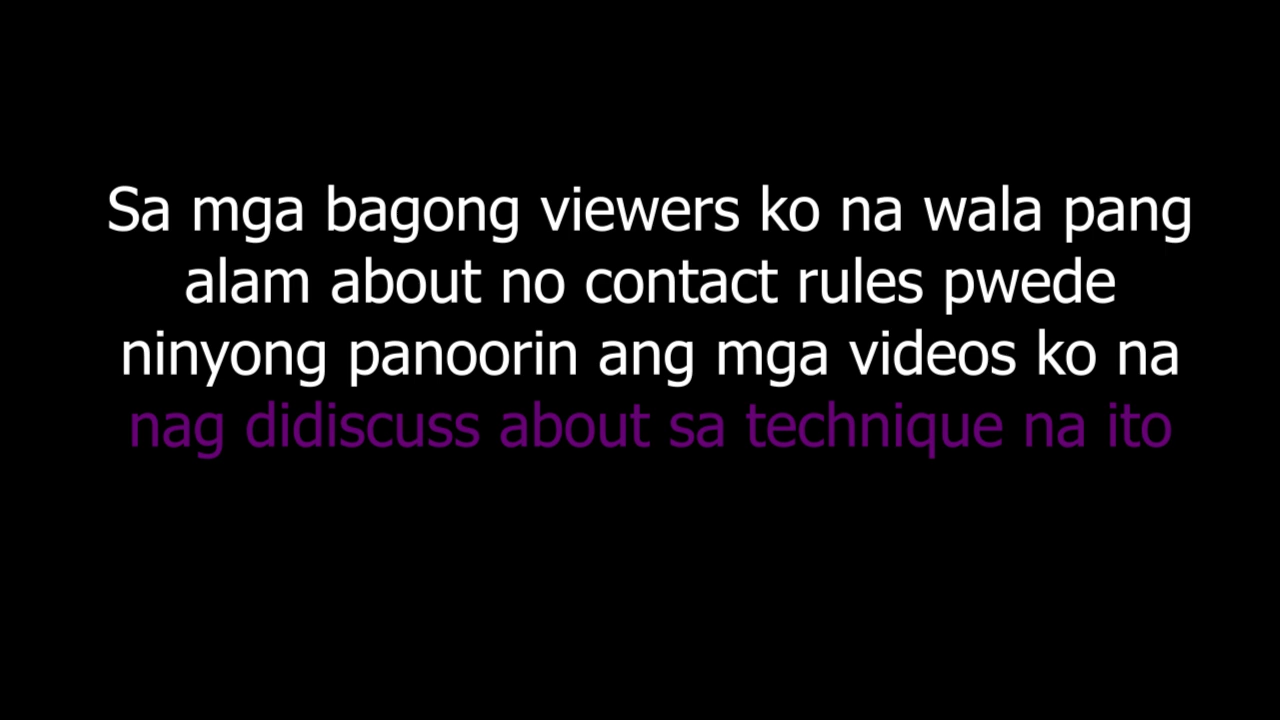 Sa mga bagong viewers ko na wala pang
alam about no contact rules pwede
ninyong panoorin ang mga videos ko na
nag didiscuss about sa technique na ito